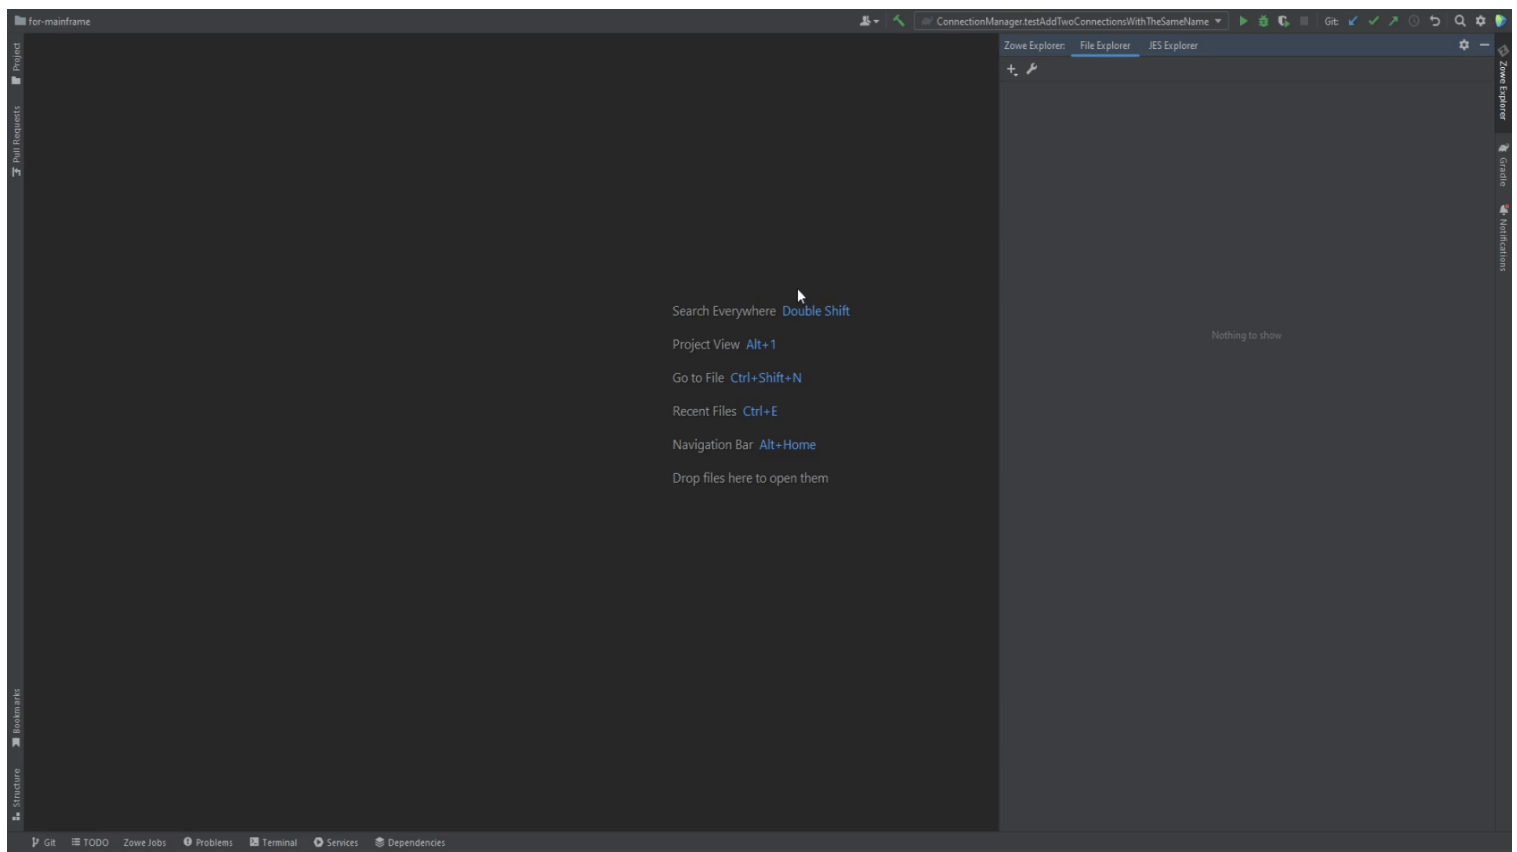 for-mainframe
ConnectionManager.testAddTwoConnectionsWithTheSameName
Git:
Zowe Explorer: File Explorer JES Explorer
Project
Pull Requests
Bookmarks
Structure
Search Everywhere Double Shift
Project View Alt+1
Go to File Ctrl+Shift+N
Recent Files Ctrl+E
Navigation Bar Alt+Home
Drop files here to open them
Nothing to show
Zowe Explorer
Gradle
Notifications
Git TODO Zowe Jobs Problems Terminal Services Dependencies